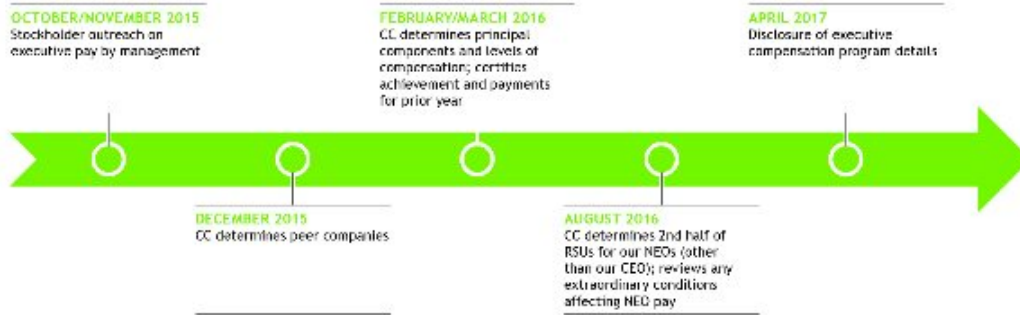 OCTOBER/NOVEMBER 2015
Stockholder outreach on
executive pay by management
DECEMBER 2015
CC determines peer companies
FEBRUARY/MARCH 2016
CC determines principal
components and levels of
compensation; certifies
achievement and payments
for prior year
AUGUST 2016
CC determines 2nd half of
RSUs for our NEOs (other
than our CEO); reviews any
extraordinary conditions
affecting NEO pay
APRIL 2017
Disclosure of executive
compensation program details